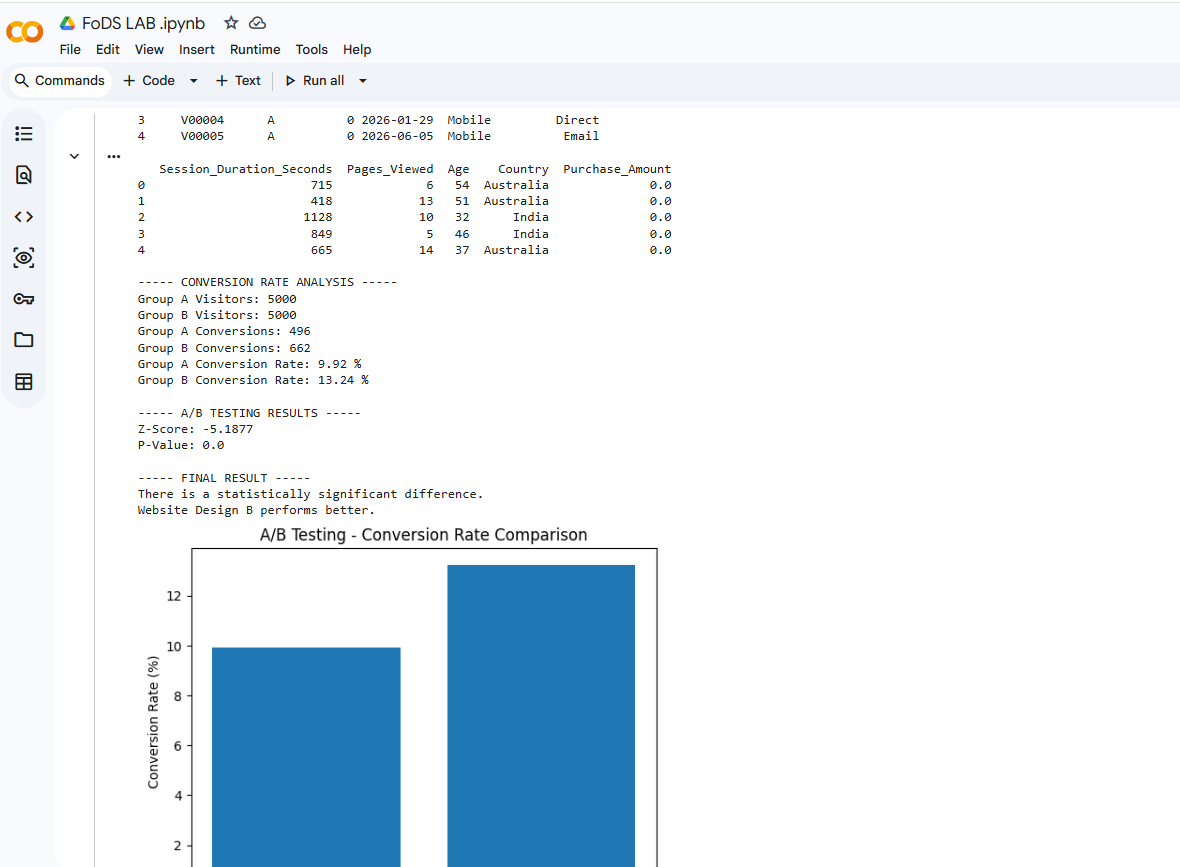 FoDS LAB .ipynb
File Edit View Insert Runtime Tools Help
Commands + Code + Text Run all
3 V00004 A 0 2026-01-29 Mobile Direct
4 V00005 A 0 2026-06-05 Mobile Email
Session_Duration_Seconds Pages_Viewed Age Country Purchase_Amount
0 715 6 54 Australia 0.0
1 418 13 51 Australia 0.0
2 1128 10 32 India 0.0
3 849 5 46 India 0.0
4 665 14 37 Australia 0.0
----- CONVERSION RATE ANALYSIS -----
Group A Visitors: 5000
Group B Visitors: 5000
Group A Conversions: 496
Group B Conversions: 662
Group A Conversion Rate: 9.92 %
Group B Conversion Rate: 13.24 %
----- A/B TESTING RESULTS -----
Z-Score: -5.1877
P-Value: 0.0
----- FINAL RESULT -----
There is a statistically significant difference.
Website Design B performs better.
A/B Testing - Conversion Rate Comparison
Conversion Rate (%)
12
10
8
6
4
2